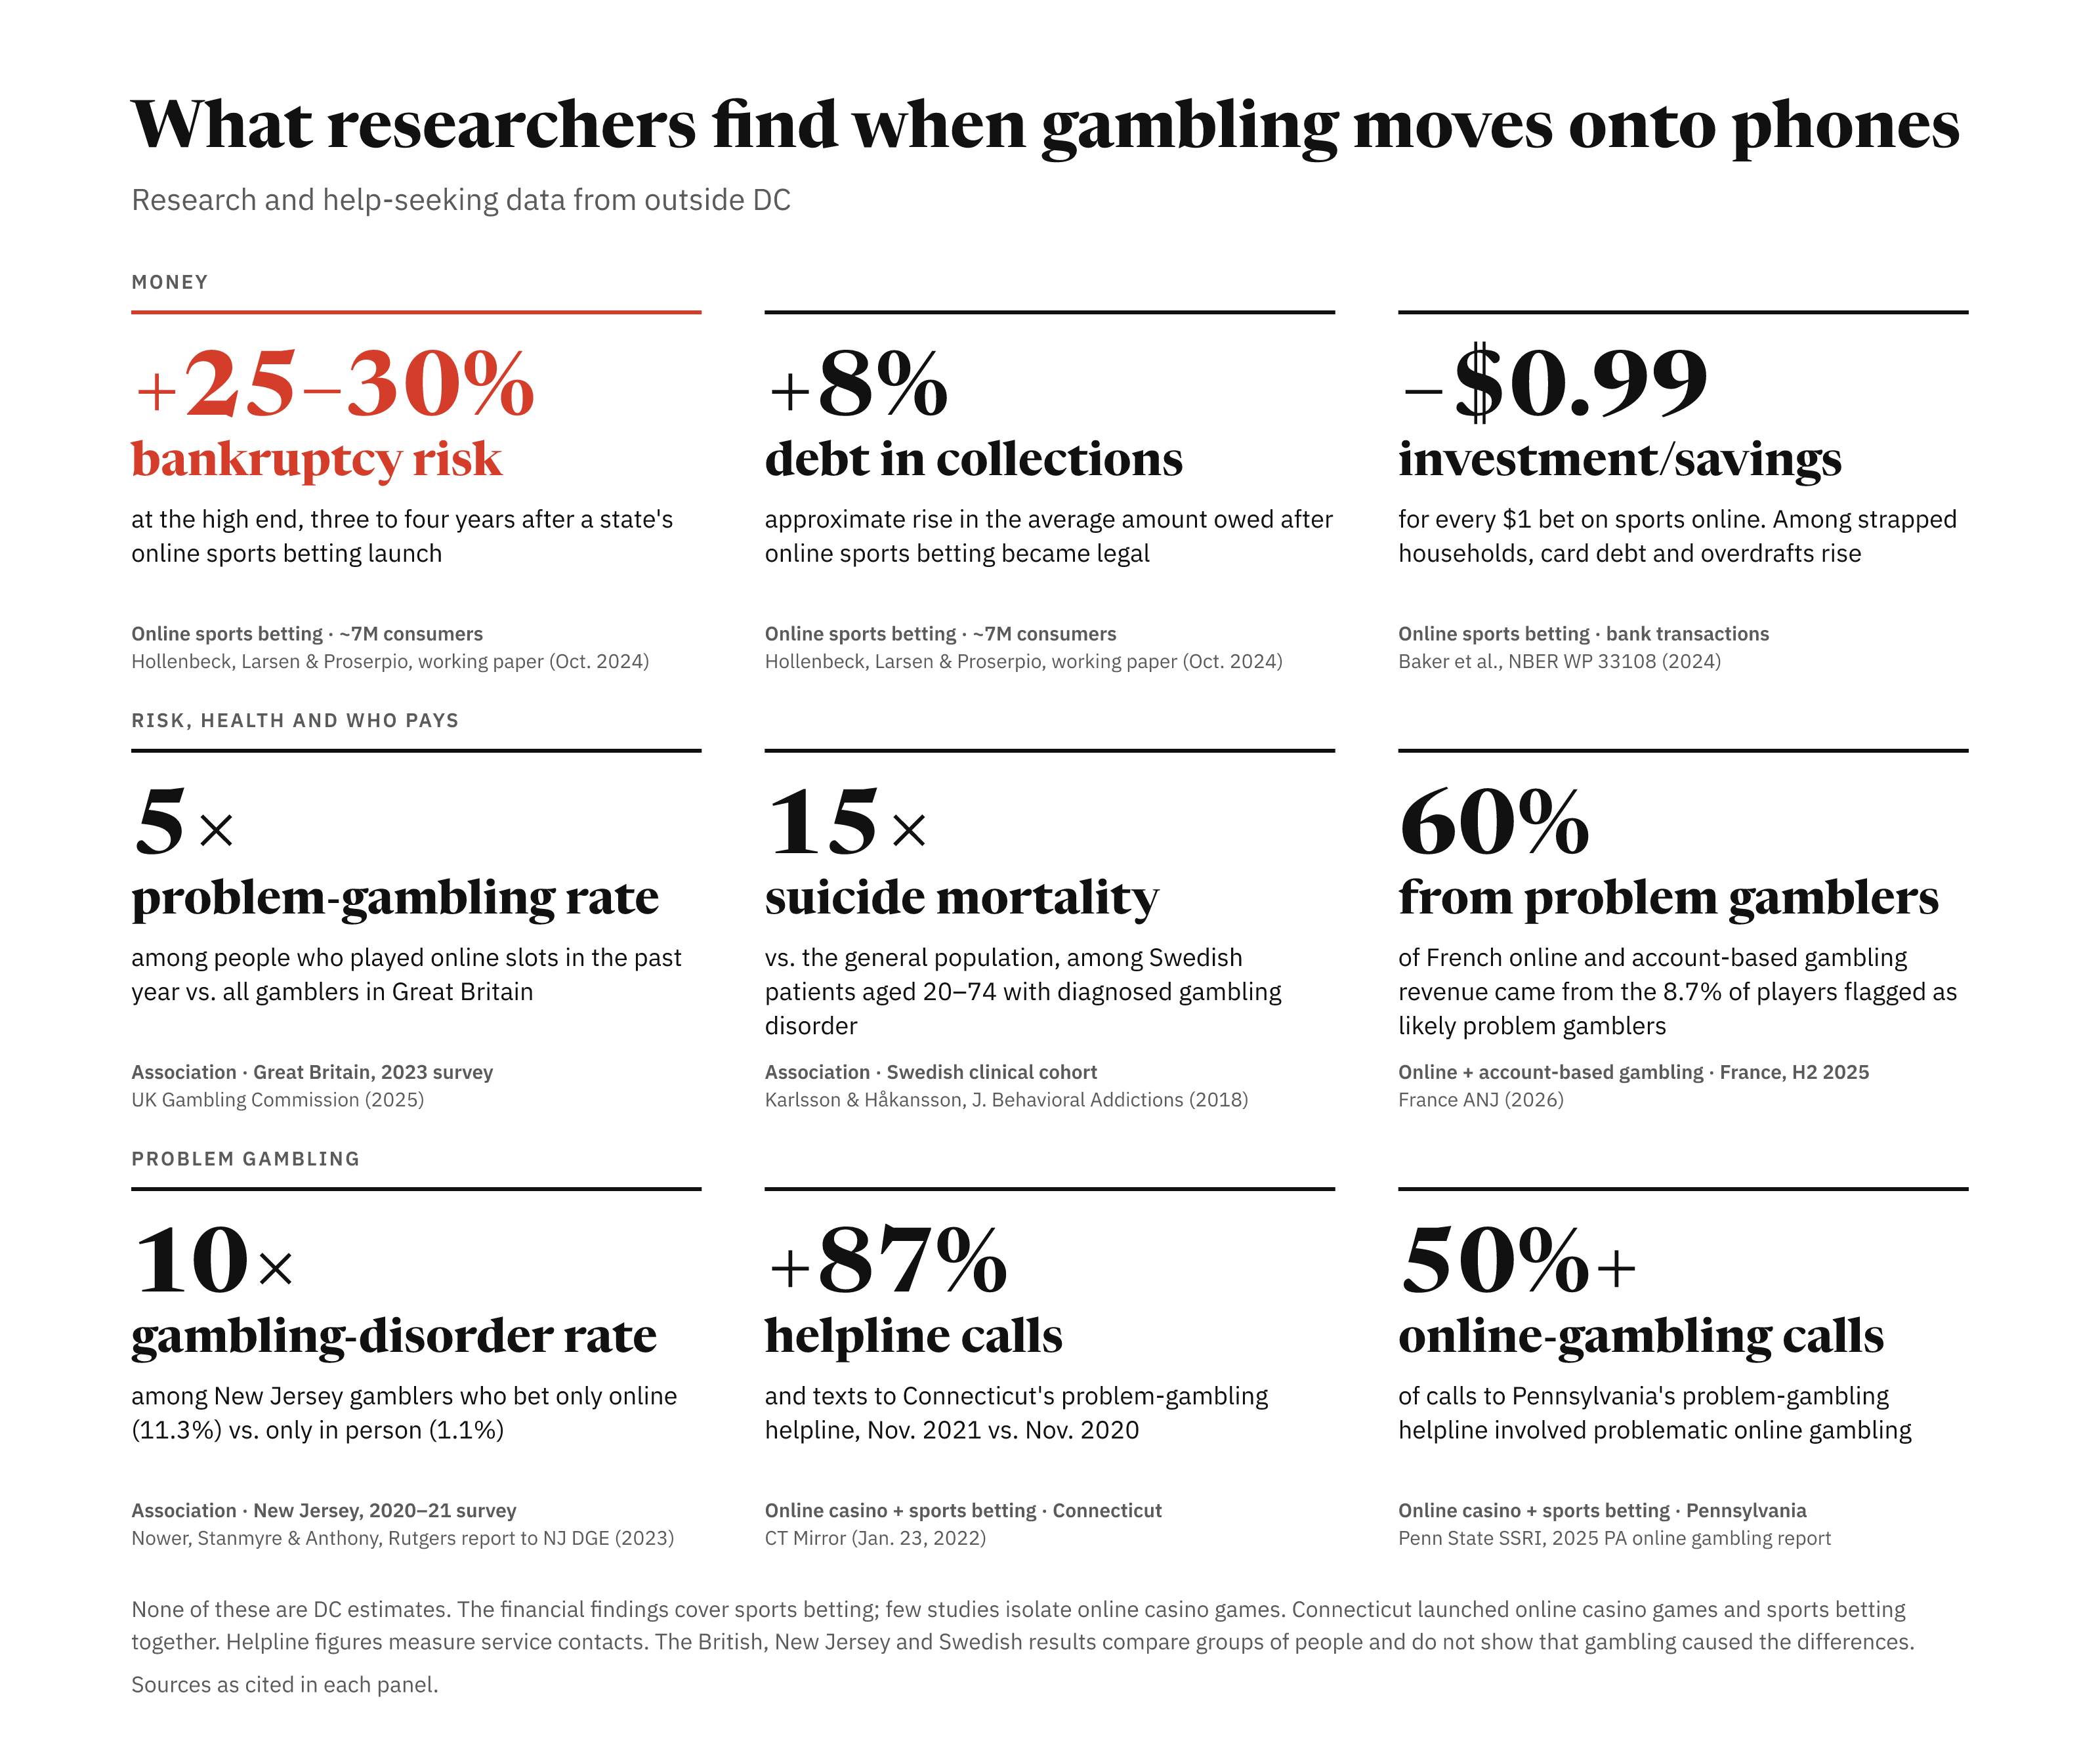 What researchers find when gambling moves onto phones
Research and help-seeking data from outside DC
MONEY
+25–30%
bankruptcy risk
at the high end, three to four years after a state's
online sports betting launch
Online sports betting · ~7M consumers
Hollenbeck, Larsen & Proserpio, working paper (Oct. 2024)
+8%
debt in collections
approximate rise in the average amount owed after
online sports betting became legal
Online sports betting · ~7M consumers
Hollenbeck, Larsen & Proserpio, working paper (Oct. 2024)
−$0.99
investment/savings
for every $1 bet on sports online. Among strapped
households, card debt and overdrafts rise
Online sports betting · bank transactions
Baker et al., NBER WP 33108 (2024)
RISK, HEALTH AND WHO PAYS
5×
problem-gambling rate
among people who played online slots in the past
year vs. all gamblers in Great Britain
Association · Great Britain, 2023 survey
UK Gambling Commission (2025)
15×
suicide mortality
vs. the general population, among Swedish
patients aged 20–74 with diagnosed gambling
disorder
Association · Swedish clinical cohort
Karlsson & Håkansson, J. Behavioral Addictions (2018)
60%
from problem gamblers
of French online and account-based gambling
revenue came from the 8.7% of players flagged as
likely problem gamblers
Online + account-based gambling · France, H2 2025
France ANJ (2026)
PROBLEM GAMBLING
10×
gambling-disorder rate
among New Jersey gamblers who bet only online
(11.3%) vs. only in person (1.1%)
Association · New Jersey, 2020–21 survey
Nower, Stanmyre & Anthony, Rutgers report to NJ DGE (2023)
+87%
helpline calls
and texts to Connecticut's problem-gambling
helpline, Nov. 2021 vs. Nov. 2020
Online casino + sports betting · Connecticut
CT Mirror (Jan. 23, 2022)
50%+
online-gambling calls
of calls to Pennsylvania's problem-gambling
helpline involved problematic online gambling
Online casino + sports betting · Pennsylvania
Penn State SSRI, 2025 PA online gambling report
None of these are DC estimates. The financial findings cover sports betting; few studies isolate online casino games. Connecticut launched online casino games and sports betting
together. Helpline figures measure service contacts. The British, New Jersey and Swedish results compare groups of people and do not show that gambling caused the differences.
Sources as cited in each panel.